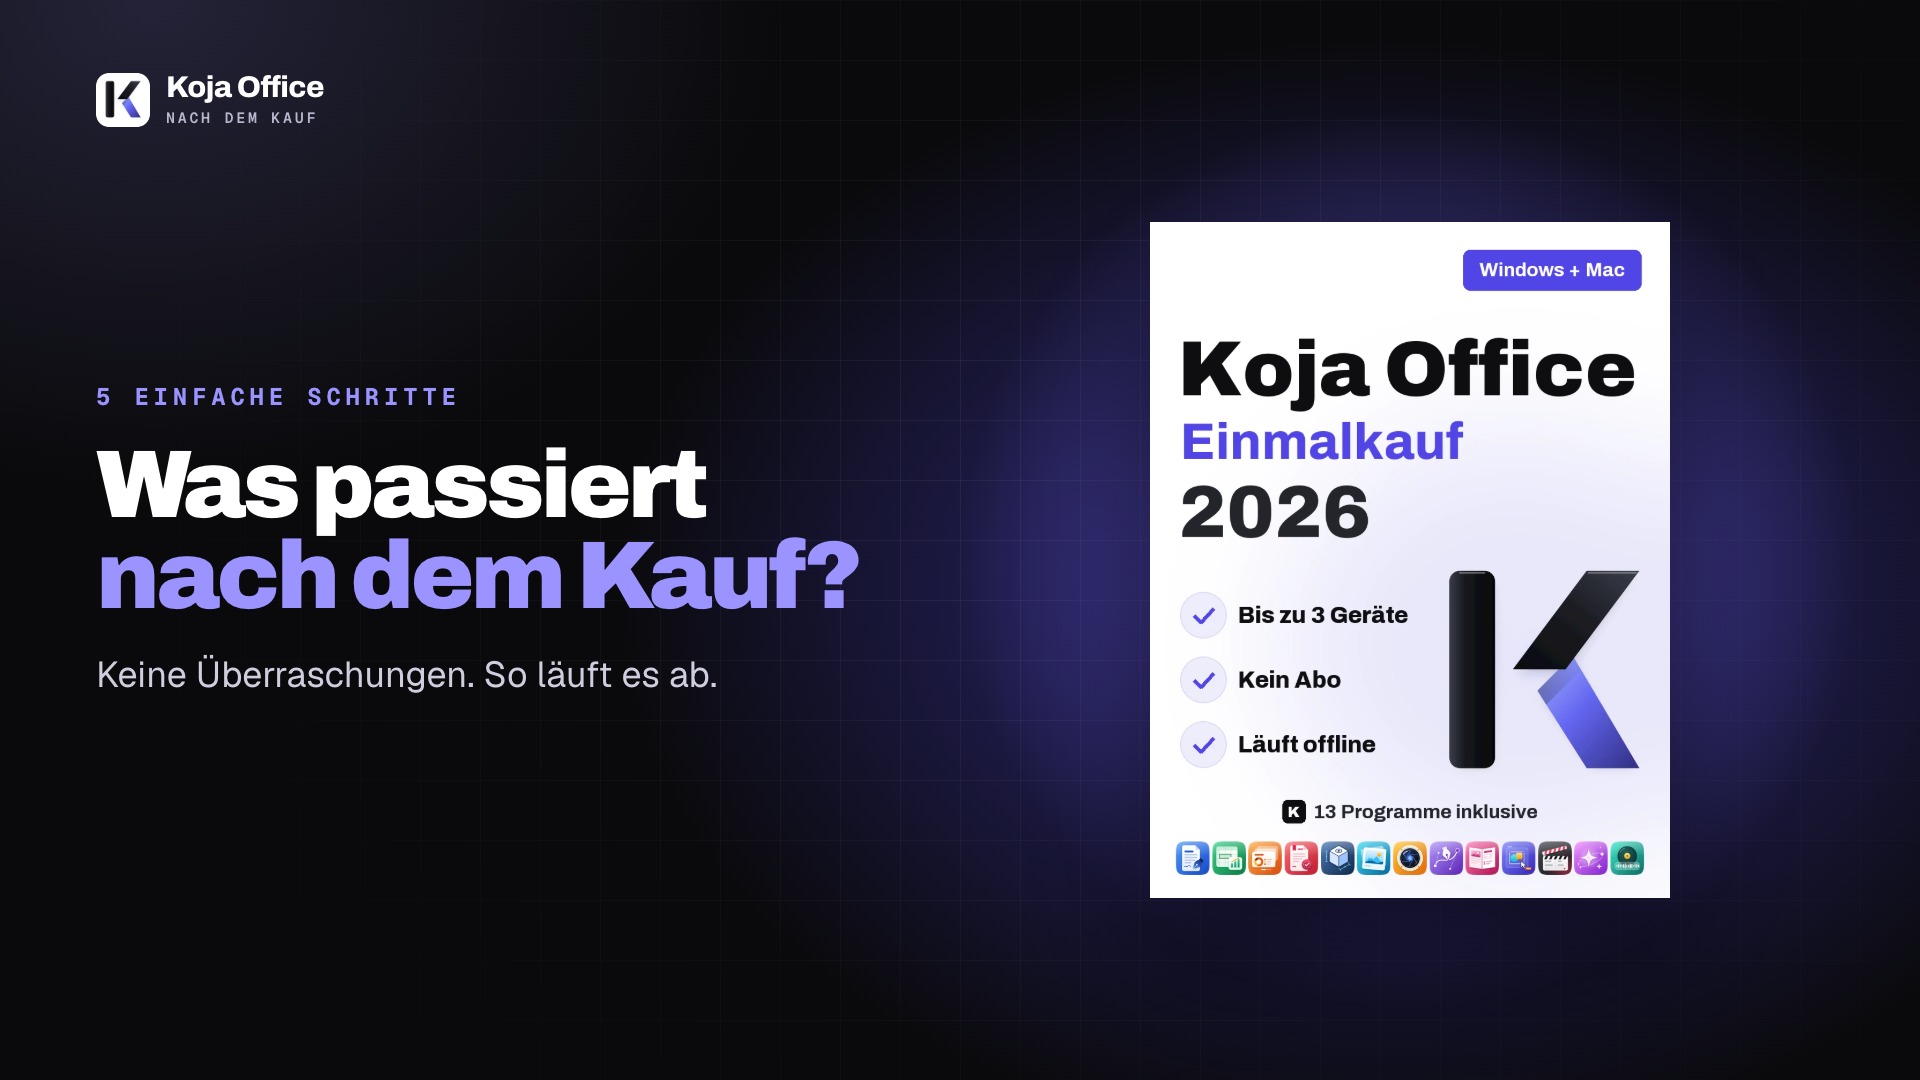 Koja Office
NACH DEM KAUF
5 EINFACHE SCHRITTE
Was passiert
nach dem Kauf?
Keine Überraschungen. So läuft es ab.
Windows + Mac
Koja Office
Einmalkauf
2026
Bis zu 3 Geräte
Kein Abo
Läuft offline
K 13 Programme inklusive